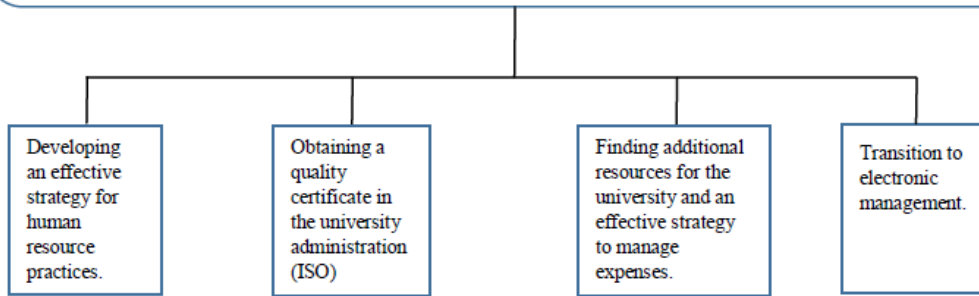 Developing
an effective
strategy for
human
resource
practices.
Obtaining a
quality
certificate in
the university
administration
(ISO)
Finding additional
resources for the
university and an
effective strategy
to manage
expenses.
Transition to
electronic
management.